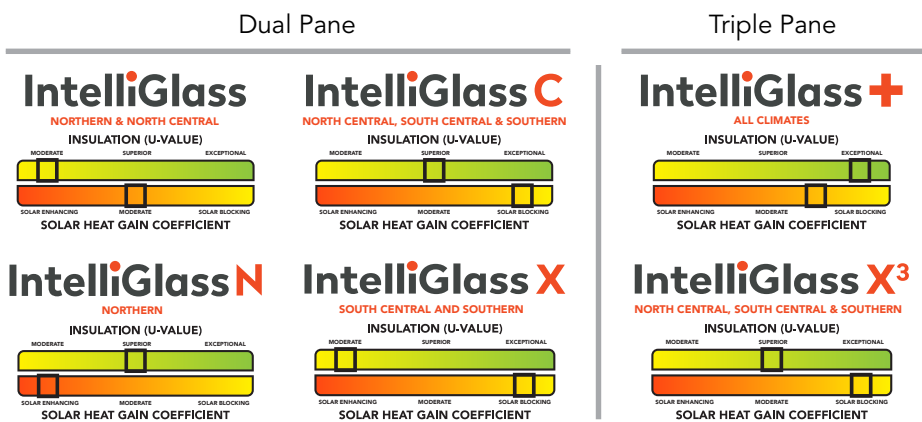 Dual Pane
Triple Pane
IntelliGlass
NORTHERN & NORTH CENTRAL
INSULATION (U-VALUE)
MODERATE SUPERIOR EXCEPTIONAL
SOLAR ENHANCING MODERATE SOLAR BLOCKING
SOLAR HEAT GAIN COEFFICIENT
IntelliGlass C
NORTH CENTRAL, SOUTH CENTRAL & SOUTHERN
INSULATION (U-VALUE)
MODERATE SUPERIOR EXCEPTIONAL
SOLAR ENHANCING MODERATE SOLAR BLOCKING
SOLAR HEAT GAIN COEFFICIENT
IntelliGlass +
ALL CLIMATES
INSULATION (U-VALUE)
MODERATE SUPERIOR EXCEPTIONAL
SOLAR ENHANCING MODERATE SOLAR BLOCKING
SOLAR HEAT GAIN COEFFICIENT
IntelliGlass N
NORTHERN
INSULATION (U-VALUE)
MODERATE SUPERIOR EXCEPTIONAL
SOLAR ENHANCING MODERATE SOLAR BLOCKING
SOLAR HEAT GAIN COEFFICIENT
IntelliGlass X
SOUTH CENTRAL AND SOUTHERN
INSULATION (U-VALUE)
MODERATE SUPERIOR EXCEPTIONAL
SOLAR ENHANCING MODERATE SOLAR BLOCKING
SOLAR HEAT GAIN COEFFICIENT
IntelliGlass X³
NORTH CENTRAL, SOUTH CENTRAL & SOUTHERN
INSULATION (U-VALUE)
MODERATE SUPERIOR EXCEPTIONAL
SOLAR ENHANCING MODERATE SOLAR BLOCKING
SOLAR HEAT GAIN COEFFICIENT